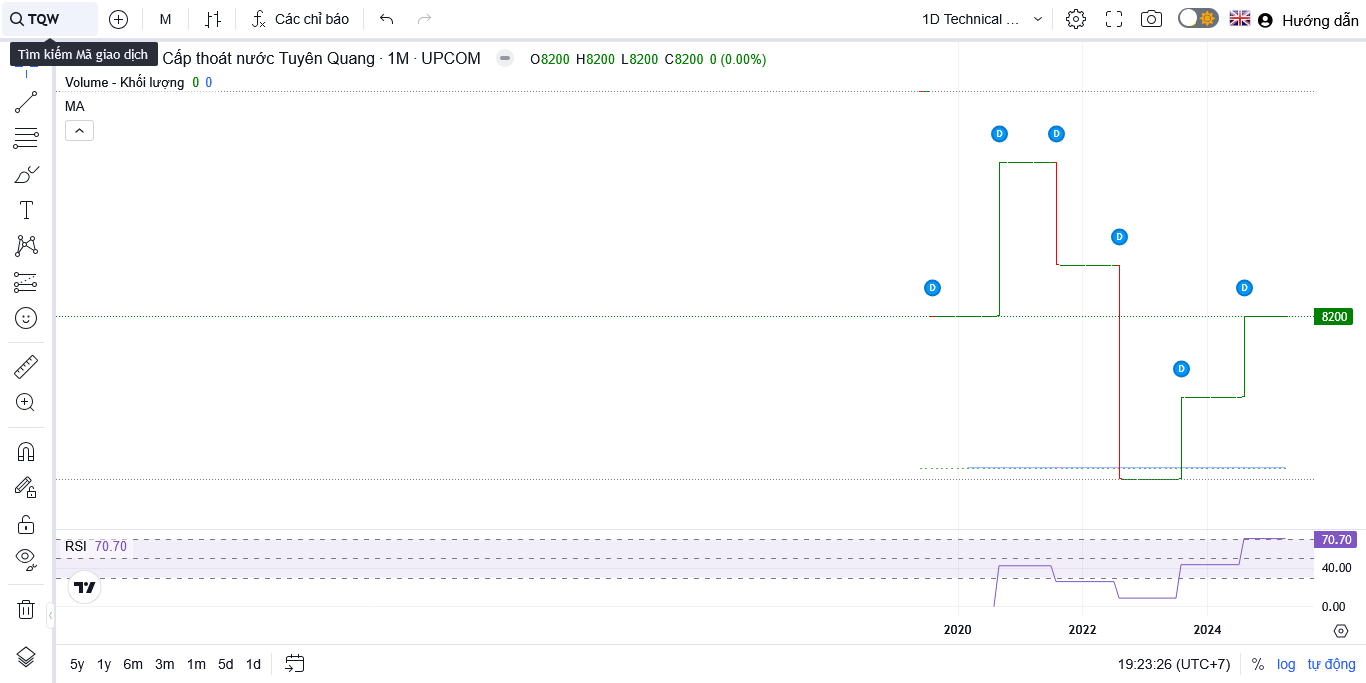 TQW
M
Các chỉ báo
1D Technical ...
Hướng dẫn
Tìm kiếm Mã giao dịch
Cấp thoát nước Tuyên Quang · 1M · UPCOM
O8200 H8200 L8200 C8200 0 (0.00%)
Volume - Khối lượng 0 0
MA
D
D
D
D
D
D
8200
RSI 70.70
70.70
40.00
0.00
2020
2022
2024
5y 1y 6m 3m 1m 5d 1d
19:23:26 (UTC+7)
% log tự động